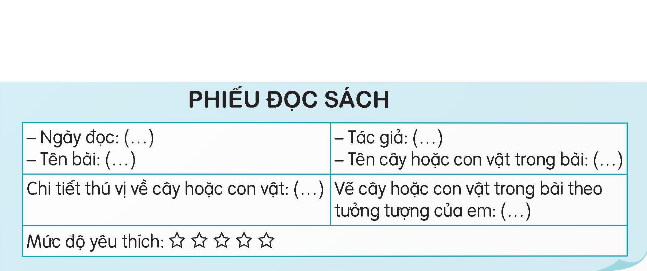 PHIẾU ĐỌC SÁCH
– Ngày đọc: (...)
– Tên bài: (...)
– Tác giả: (...)
– Tên cây hoặc con vật trong bài: (...)
Chi tiết thú vị về cây hoặc con vật: (...)
Vẽ cây hoặc con vật trong bài theo
tưởng tượng của em: (...)
Mức độ yêu thích: ☆ ☆ ☆ ☆ ☆